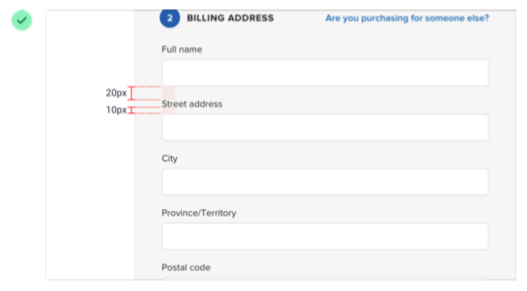 2 BILLING ADDRESS Are you purchasing for someone else?
Full name
20px
Street address
10px
City
Province/Territory
Postal code